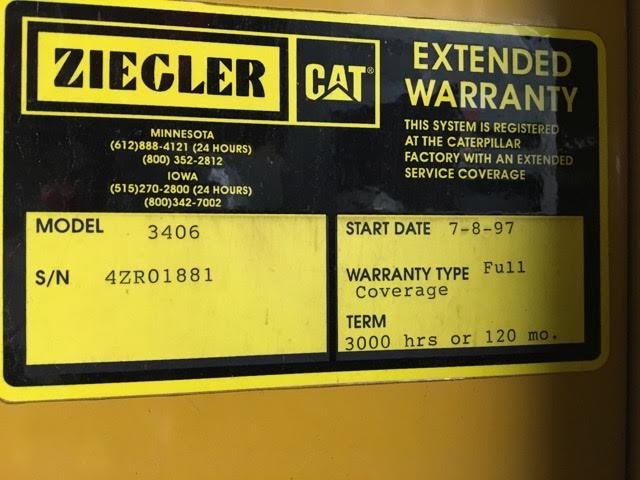 ZIEGLER
CAT®
EXTENDED
WARRANTY
THIS SYSTEM IS REGISTERED
AT THE CATERPILLAR
FACTORY WITH AN EXTENDED
SERVICE COVERAGE
MINNESOTA
(612)888-4121 (24 HOURS)
(800) 352-2812
IOWA
(515)270-2800 (24 HOURS)
(800)342-7002
MODEL 3406
S/N 4ZR01881
START DATE 7-8-97
WARRANTY TYPE Full
Coverage
TERM
3000 hrs or 120 mo.